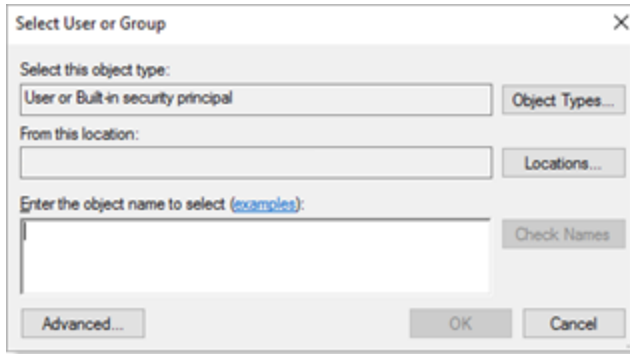 Select User or Group
Select this object type:
User or Built-in security principal
Object Types...
From this location:
Locations...
Enter the object name to select (examples):
Check Names
Advanced...
OK
Cancel